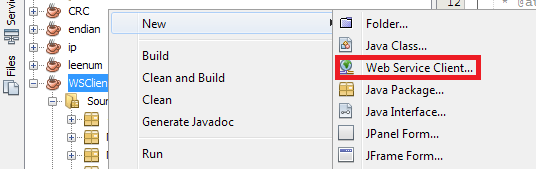 Services
Files
CRC
endian
ip
leenum
WSClien
Sour
New
Build
Clean and Build
Clean
Generate Javadoc
Run
Folder...
Java Class...
Web Service Client...
Java Package...
Java Interface...
JPanel Form...
JFrame Form...
12